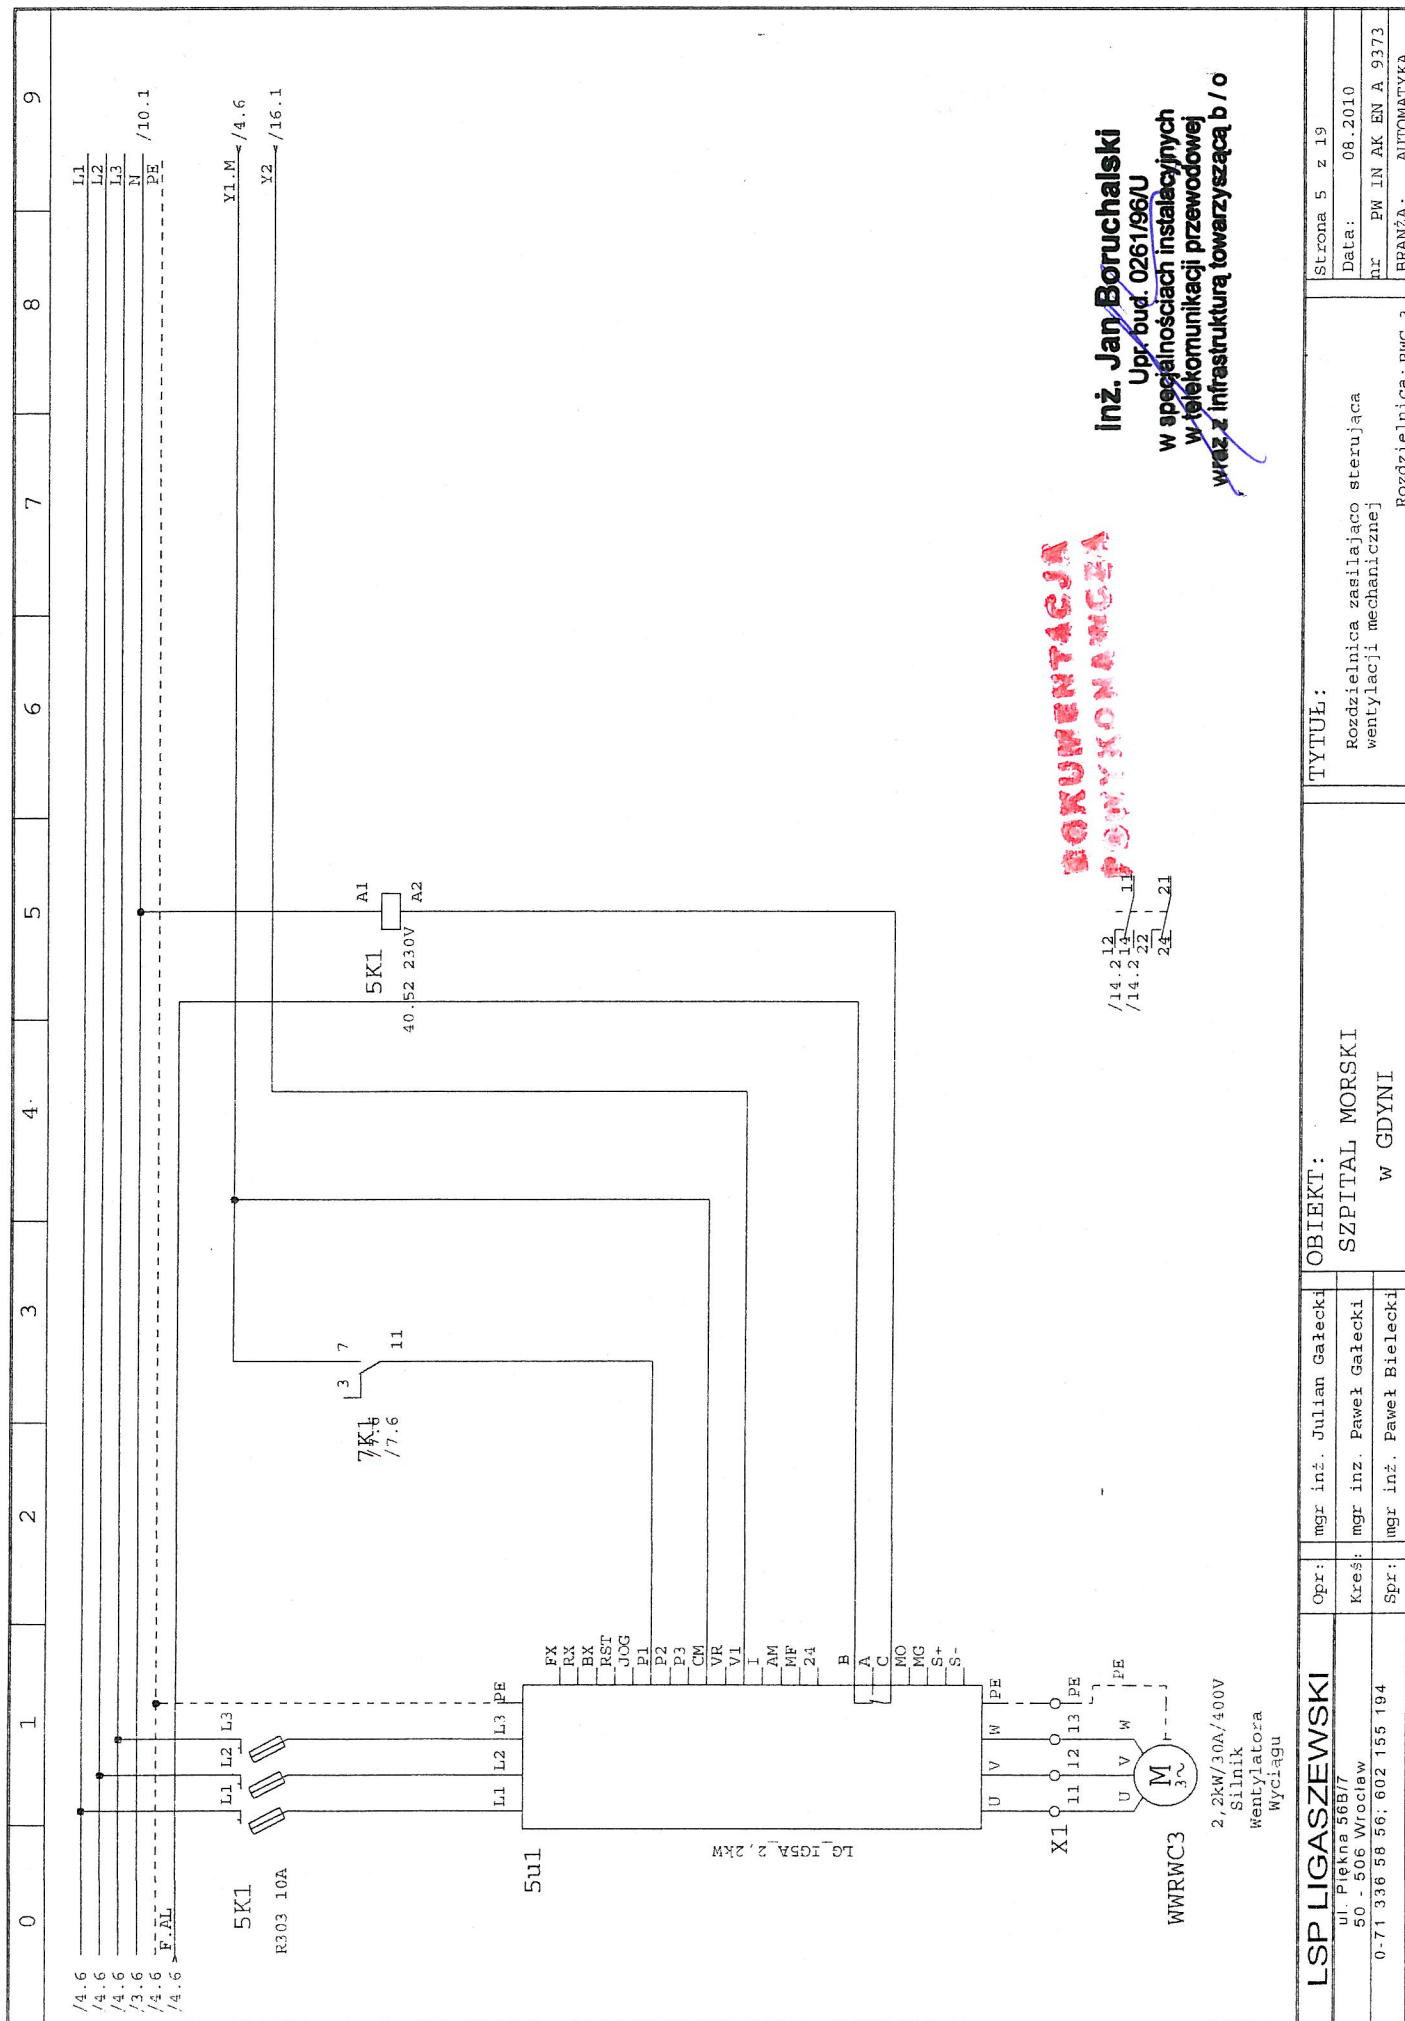 0 1 2 3 4 5 6 7 8 9
/4.6
/4.6
/4.6
/3.6
/4.6
/4.6
F.AL
L1
L2
L3
N /10.1
PE
Y1.M /4.6
Y2 /16.1
5K1
R303 10A
L1 L2 L3
7K1
/7.6
3 7
11
5K1
40.52 230V
A1
A2
5u1
LG_IG5A_2,2kW
L1 L2 L3 PE
FX
RX
BX
RST
JOG
P1
P2
P3
CM
VR
V1
I
AM
MF
24
B
A
C
MO
MG
S+
S-
U V W PE
X1
11 12 13 PE
U V W PE
WWRWC3
M
3~
2,2kW/30A/400V
Silnik
Wentylatora
Wyciągu
/14.2 12
/14.2 14 11
22
24 21
DOKUMENTACJA
POWYKONAWCZA
inż. Jan Boruchalski
Upr. bud. 0261/96/U
w specjalnościach instalacyjnych
w telekomunikacji przewodowej
wraz z infrastrukturą towarzyszącą b / o
LSP LIGASZEWSKI
ul. Piękna 56B/7
50 - 506 Wrocław
0-71 336 58 56; 602 155 194
Opr: mgr inż. Julian Gałecki
Kreś: mgr inż. Paweł Gałecki
Spr: mgr inż. Paweł Bielecki
OBIEKT:
SZPITAL MORSKI
W GDYNI
TYTUŁ:
Rozdzielnica zasilająco sterująca
wentylacji mechanicznej
Strona 5 z 19
Data: 08.2010
nr PW IN AK EN A 9373
BRANŻA: AUTOMATYKA